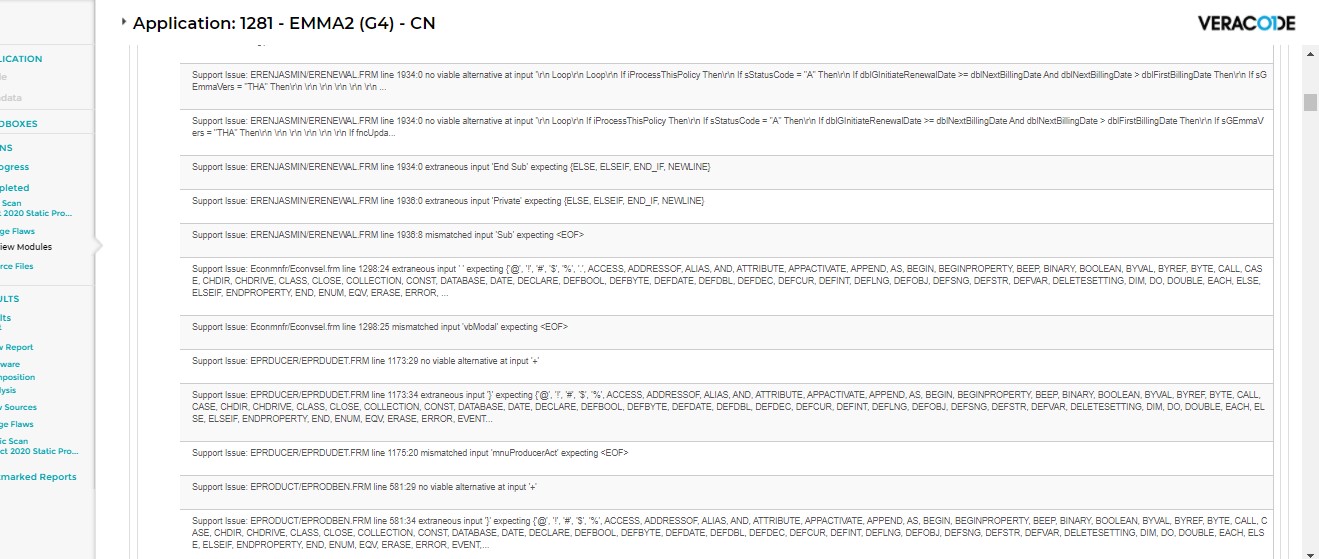 Application: 1281 - EMMA2 (G4) - CN
VERACODE
LICATION
data
DBOXES
NS
ogress
pleted
Scan
t 2020 Static Pro...
ge Flaws
iew Modules
rce Files
ULTS
lts
w Report
ware
nposition
lysis
v Sources
ge Flaws
ic Scan
ct 2020 Static Pro...
kmarked Reports
Support Issue: ERENJASMIN/ERENEWAL.FRM line 1934:0 no viable alternative at input '\r\n Loop\r\n Loop\r\n If iProcessThisPolicy Then\r\n If sStatusCode = "A" Then\r\n If dblGInitiateRenewalDate >= dblNextBillingDate And dblNextBillingDate > dblFirstBillingDate Then\r\n If sG
EmmaVers = "THA" Then\r\n \r\n \r\n \r\n \r\n \r\n ...
Support Issue: ERENJASMIN/ERENEWAL.FRM line 1934:0 no viable alternative at input '\r\n Loop\r\n If iProcessThisPolicy Then\r\n If sStatusCode = "A" Then\r\n If dblGInitiateRenewalDate >= dblNextBillingDate And dblNextBillingDate > dblFirstBillingDate Then\r\n If sGEmmaV
ers = "THA" Then\r\n \r\n \r\n \r\n \r\n \r\n \r\n If fncUpda...
Support Issue: ERENJASMIN/ERENEWAL.FRM line 1934:0 extraneous input 'End Sub' expecting {ELSE, ELSEIF, END_IF, NEWLINE}
Support Issue: ERENJASMIN/ERENEWAL.FRM line 1936:0 extraneous input 'Private' expecting {ELSE, ELSEIF, END_IF, NEWLINE}
Support Issue: ERENJASMIN/ERENEWAL.FRM line 1936:8 mismatched input 'Sub' expecting <EOF>
Support Issue: Econmnfr/Econvsel.frm line 1298:24 extraneous input ' ' expecting {'@', '!', '#', '$', '%', '.', ACCESS, ADDRESSOF, ALIAS, AND, ATTRIBUTE, APPACTIVATE, APPEND, AS, BEGIN, BEGINPROPERTY, BEEP, BINARY, BOOLEAN, BYVAL, BYREF, BYTE, CALL, CAS
E, CHDIR, CHDRIVE, CLASS, CLOSE, COLLECTION, CONST, DATABASE, DATE, DECLARE, DEFBOOL, DEFBYTE, DEFDATE, DEFDBL, DEFDEC, DEFCUR, DEFINT, DEFLNG, DEFOBJ, DEFSNG, DEFSTR, DEFVAR, DELETESETTING, DIM, DO, DOUBLE, EACH, ELSE,
ELSEIF, ENDPROPERTY, END, ENUM, EQV, ERASE, ERROR, ...
Support Issue: Econmnfr/Econvsel.frm line 1298:25 mismatched input 'vbModal' expecting <EOF>
Support Issue: EPRDUCER/EPRDUDET.FRM line 1173:29 no viable alternative at input '+'
Support Issue: EPRDUCER/EPRDUDET.FRM line 1173:34 extraneous input '}' expecting {'@', '!', '#', '$', '%', ACCESS, ADDRESSOF, ALIAS, AND, ATTRIBUTE, APPACTIVATE, APPEND, AS, BEGIN, BEGINPROPERTY, BEEP, BINARY, BOOLEAN, BYVAL, BYREF, BYTE, CALL,
CASE, CHDIR, CHDRIVE, CLASS, CLOSE, COLLECTION, CONST, DATABASE, DATE, DECLARE, DEFBOOL, DEFBYTE, DEFDATE, DEFDBL, DEFDEC, DEFCUR, DEFINT, DEFLNG, DEFOBJ, DEFSNG, DEFSTR, DEFVAR, DELETESETTING, DIM, DO, DOUBLE, EACH, EL
SE, ELSEIF, ENDPROPERTY, END, ENUM, EQV, ERASE, ERROR, EVENT...
Support Issue: EPRDUCER/EPRDUDET.FRM line 1175:20 mismatched input 'mnuProducerAct' expecting <EOF>
Support Issue: EPRODUCT/EPRODBEN.FRM line 581:29 no viable alternative at input '+'
Support Issue: EPRODUCT/EPRODBEN.FRM line 581:34 extraneous input '}' expecting {'@', '!', '#', '$', '%', ACCESS, ADDRESSOF, ALIAS, AND, ATTRIBUTE, APPACTIVATE, APPEND, AS, BEGIN, BEGINPROPERTY, BEEP, BINARY, BOOLEAN, BYVAL, BYREF, BYTE, CALL, C
ASE, CHDIR, CHDRIVE, CLASS, CLOSE, COLLECTION, CONST, DATABASE, DATE, DECLARE, DEFBOOL, DEFBYTE, DEFDATE, DEFDBL, DEFDEC, DEFCUR, DEFINT, DEFLNG, DEFOBJ, DEFSNG, DEFSTR, DEFVAR, DELETESETTING, DIM, DO, DOUBLE, EACH, ELS
E, ELSEIF, ENDPROPERTY, END, ENUM, EQV, ERASE, ERROR, EVENT,...